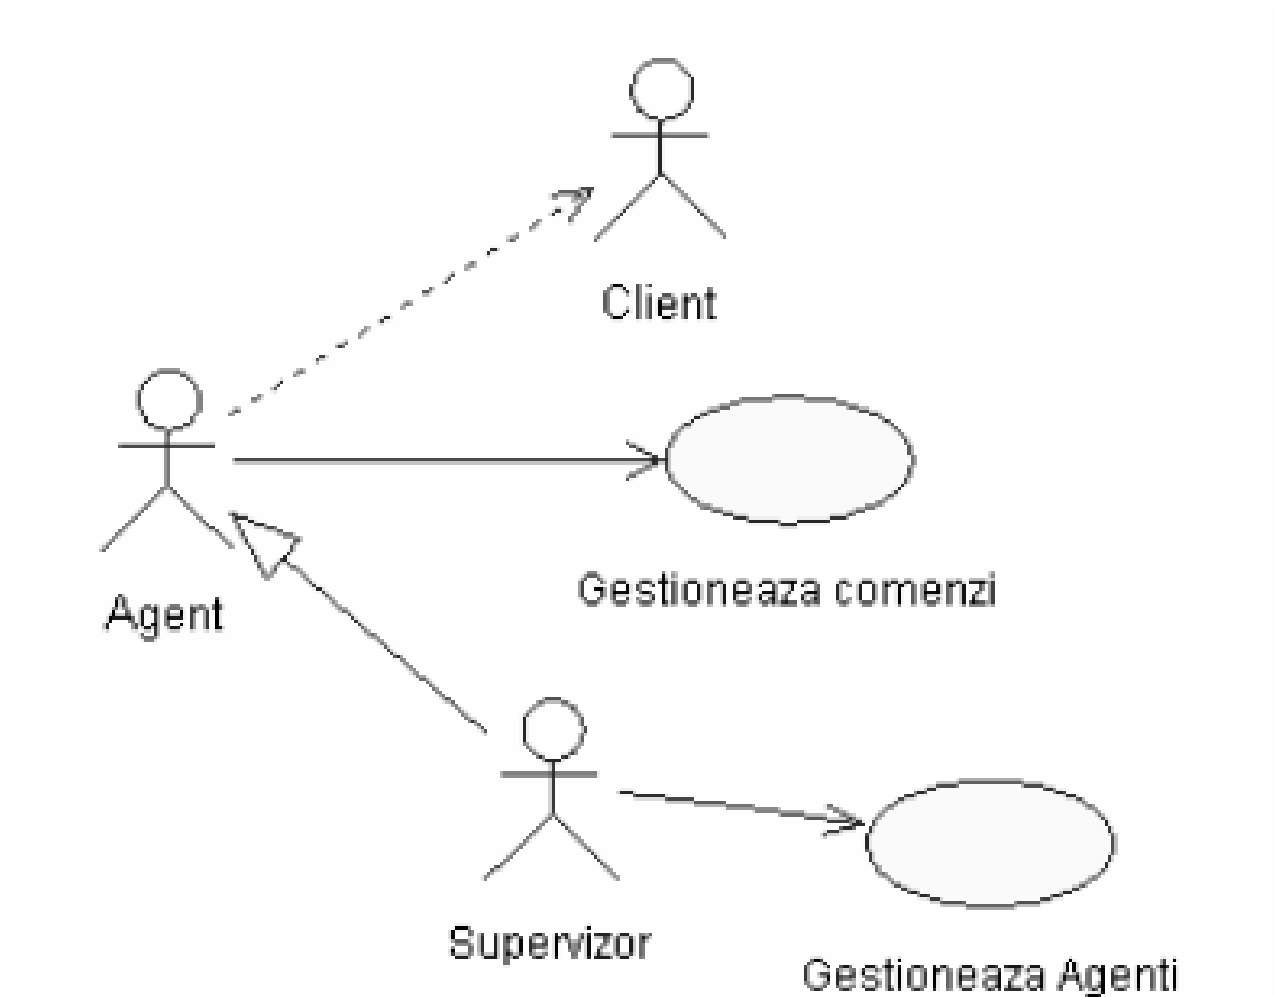 Client
Gestioneaza comenzi
Agent
Supervizor
Gestioneaza Agenti